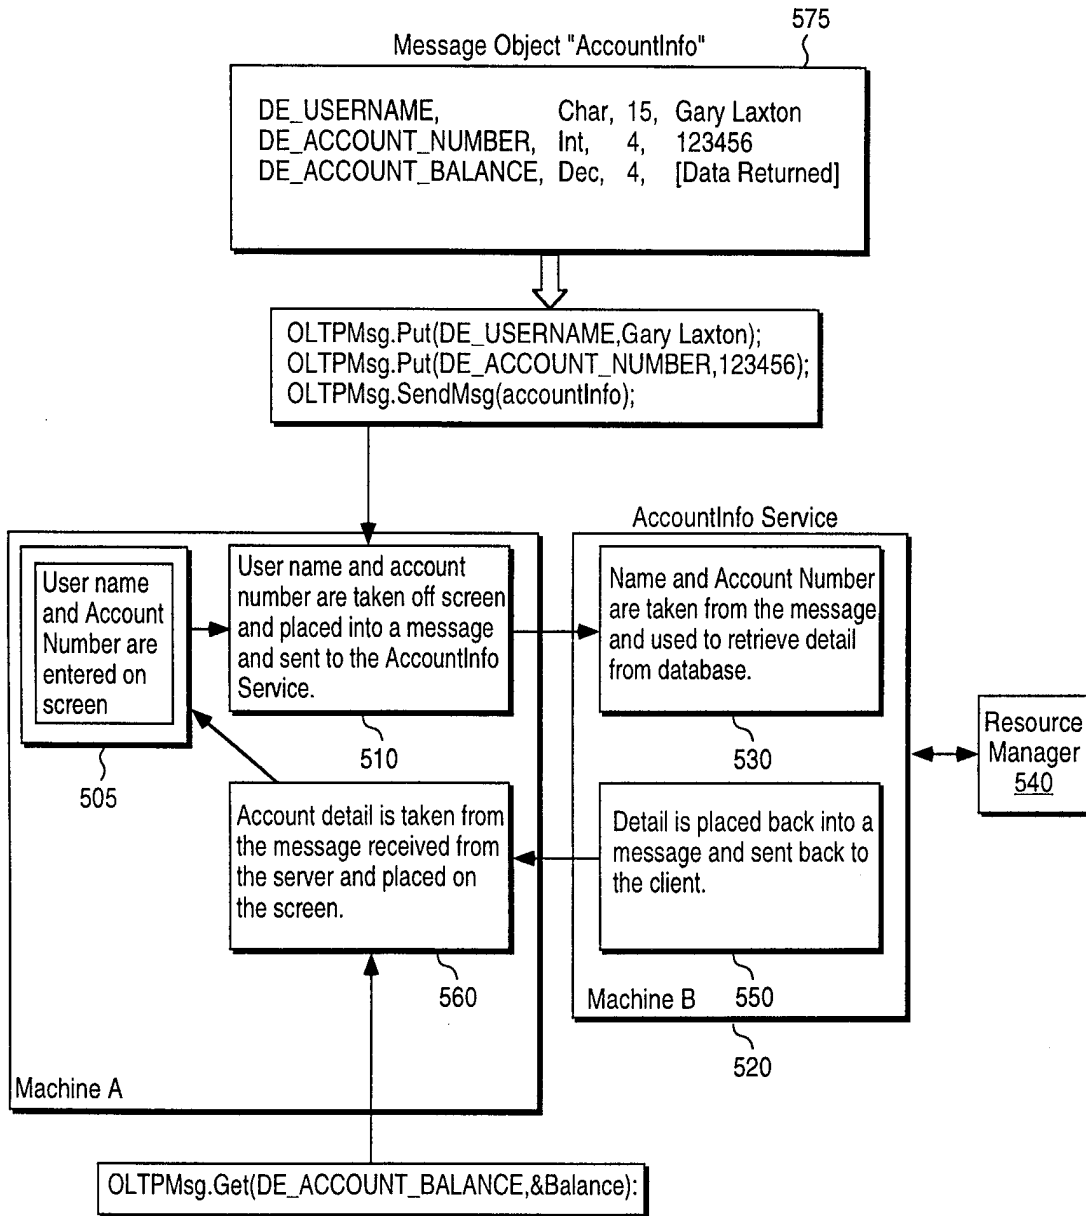 575
Message Object "AccountInfo"
DE_USERNAME, Char, 15, Gary Laxton
DE_ACCOUNT_NUMBER, Int, 4, 123456
DE_ACCOUNT_BALANCE, Dec, 4, [Data Returned]
OLTPMsg.Put(DE_USERNAME,Gary Laxton);
OLTPMsg.Put(DE_ACCOUNT_NUMBER,123456);
OLTPMsg.SendMsg(accountInfo);
AccountInfo Service
User name
and Account
Number are
entered on
screen
505
User name and account
number are taken off screen
and placed into a message
and sent to the AccountInfo
Service.
510
Name and Account Number
are taken from the message
and used to retrieve detail
from database.
530
Resource
Manager
540
Account detail is taken from
the message received from
the server and placed on
the screen.
560
Detail is placed back into a
message and sent back to
the client.
550
Machine B
520
Machine A
OLTPMsg.Get(DE_ACCOUNT_BALANCE,&Balance):